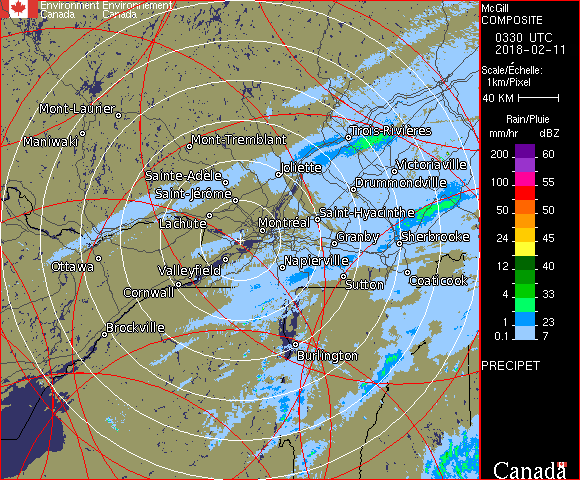 Environment Environnement
Canada Canada
McGill
COMPOSITE
0330 UTC
2018-02-11
Scale/Échelle:
1km/Pixel
40 KM
Rain/Pluie
mm/hr dBZ
200 60
100 55
50 50
24 45
12 40
4 33
1 23
0.1 7
PRECIPET
Canada
Mont-Laurier
Maniwaki
Mont-Tremblant
Trois-Rivières
Joliette
Victoriaville
Sainte-Adèle
Drummondville
Saint-Jérôme
Lachute
Saint-Hyacinthe
Montréal
Granby
Sherbrooke
Ottawa
Valleyfield
Napierville
Coaticook
Sutton
Cornwall
Brockville
Burlington